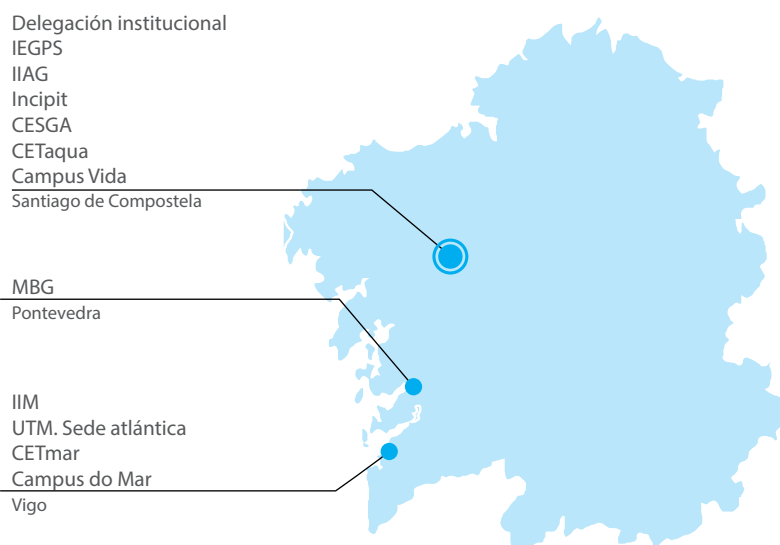 Delegación institucional
IEGPS
IIAG
Incipit
CESGA
CETaqua
Campus Vida
Santiago de Compostela
MBG
Pontevedra
IIM
UTM. Sede atlántica
CETmar
Campus do Mar
Vigo